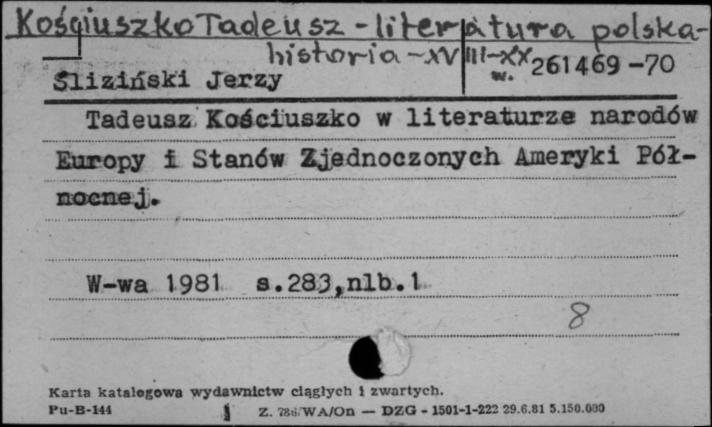 Kościuszko Tadeusz - literatura polska-
historia - XVIII-XX w. 261469-70
Śliziński Jerzy
Tadeusz Kościuszko w literaturze narodów
Europy i Stanów Zjednoczonych Ameryki Pół-
nocnej.
W-wa 1981 s.283,nlb.1
8
Karta katalogowa wydawnictw ciągłych i zwartych.
Pu-B-144 Z. 786/WA/On — DZG - 1501-1-222 29.6.81 5.150.000